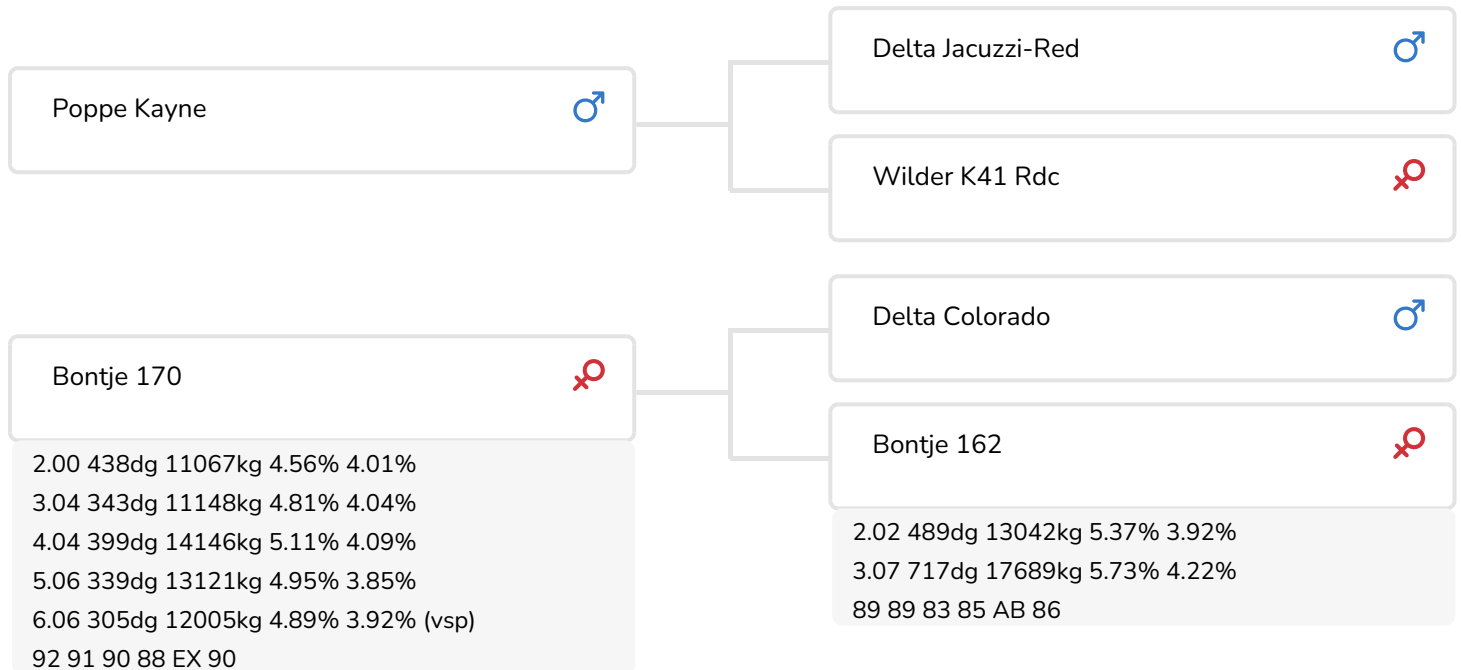 Poppe Kayne
Delta Jacuzzi-Red
Wilder K41 Rdc
Bontje 170
2.00 438dg 11067kg 4.56% 4.01%
3.04 343dg 11148kg 4.81% 4.04%
4.04 399dg 14146kg 5.11% 4.09%
5.06 339dg 13121kg 4.95% 3.85%
6.06 305dg 12005kg 4.89% 3.92% (vsp)
92 91 90 88 EX 90
Delta Colorado
Bontje 162
2.02 489dg 13042kg 5.37% 3.92%
3.07 717dg 17689kg 5.73% 4.22%
89 89 83 85 AB 86